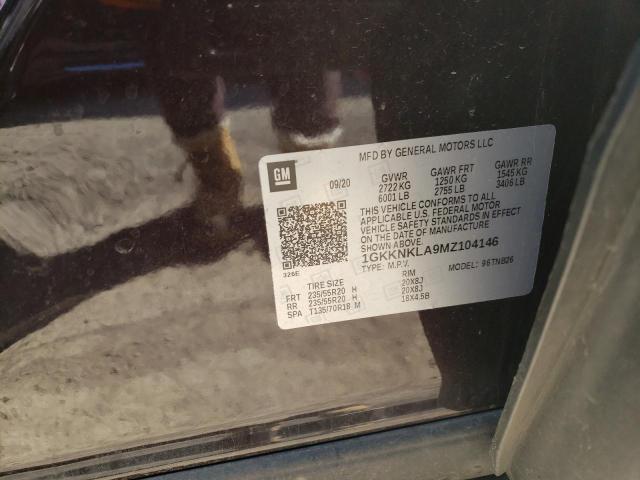 MFD BY GENERAL MOTORS LLC
GM
09/20
GVWR GAWR FRT GAWR RR
2722 KG 1250 KG 1545 KG
6001 LB 2755 LB 3406 LB
THIS VEHICLE CONFORMS TO ALL
APPLICABLE U.S. FEDERAL MOTOR
VEHICLE SAFETY STANDARDS IN EFFECT
ON THE DATE OF MANUFACTURE
SHOWN ABOVE.
1GKKNKLA9MZ104146
326E
TYPE: M.P.V. MODEL: 96TNB26
TIRE SIZE RIM
FRT 235/55R20 H 20X8J
RR 235/55R20 H 20X8J
SPA T135/70R18 M 18X4.5B